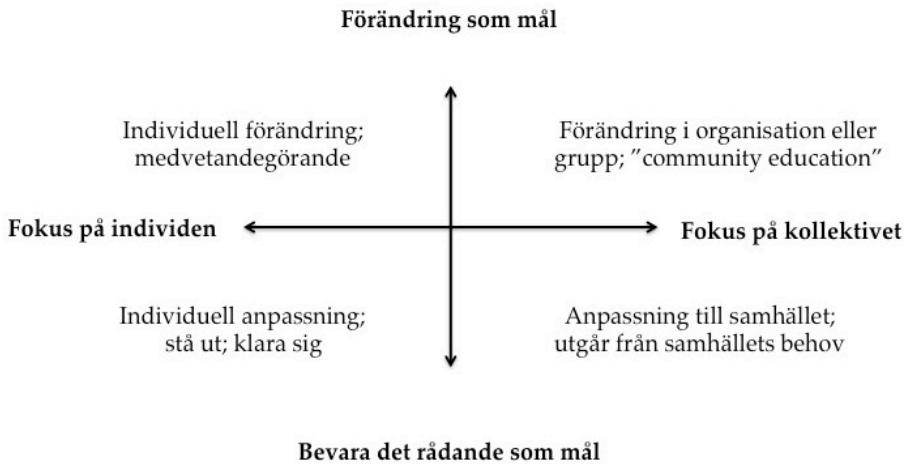 Förändring som mål
Individuell förändring;
medvetandegörande
Förändring i organisation eller
grupp; ”community education”
Fokus på individen
Fokus på kollektivet
Individuell anpassning;
stå ut; klara sig
Anpassning till samhället;
utgår från samhällets behov
Bevara det rådande som mål